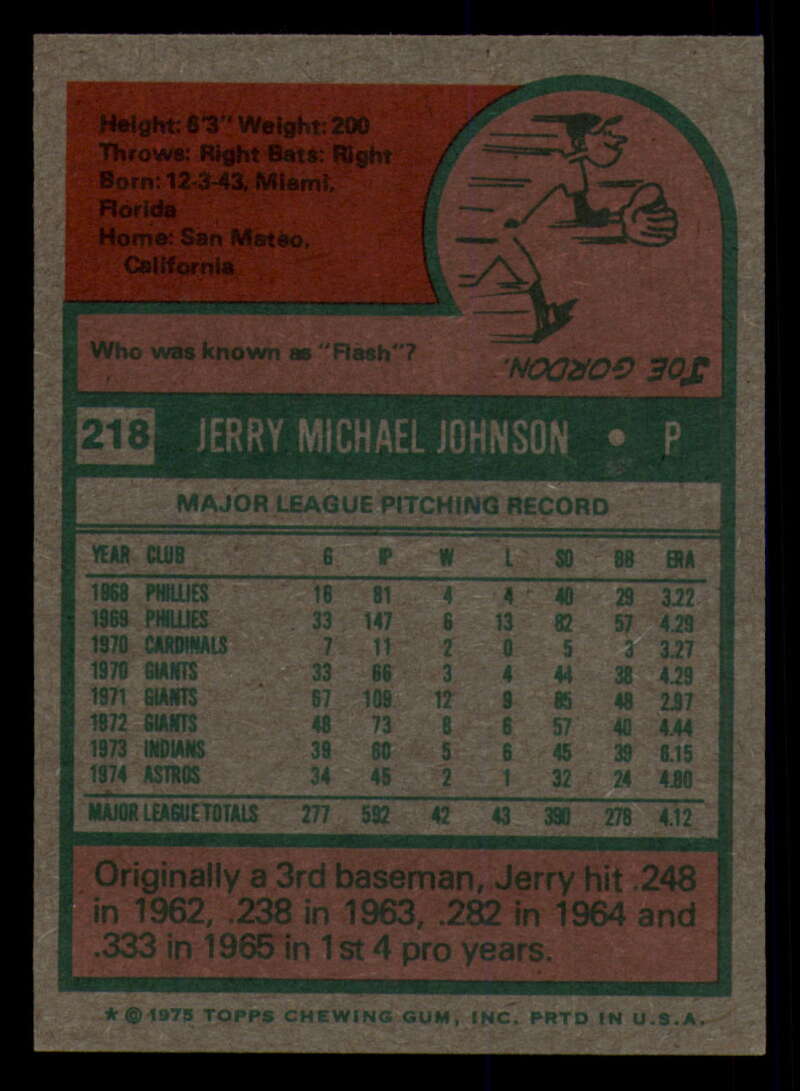 Height: 6'3" Weight: 200
Throws: Right Bats: Right
Born: 12-3-43, Miami,
Florida
Home: San Mateo,
California
Who was known as "Flash"?
JOE GORDON.
218 JERRY MICHAEL JOHNSON • P
MAJOR LEAGUE PITCHING RECORD
YEAR CLUB G IP W L SO BB ERA
1968 PHILLIES 16 81 4 4 40 29 3.22
1969 PHILLIES 33 147 6 13 82 57 4.29
1970 CARDINALS 7 11 2 0 5 3 3.27
1970 GIANTS 33 66 3 4 44 38 4.29
1971 GIANTS 67 109 12 9 85 48 2.97
1972 GIANTS 48 73 8 6 57 40 4.44
1973 INDIANS 39 60 5 6 45 39 6.15
1974 ASTROS 34 45 2 1 32 24 4.80
MAJOR LEAGUE TOTALS 277 592 42 43 390 278 4.12
Originally a 3rd baseman, Jerry hit .248
in 1962, .238 in 1963, .282 in 1964 and
.333 in 1965 in 1st 4 pro years.
* © 1975 TOPPS CHEWING GUM, INC. PRTD IN U.S.A.